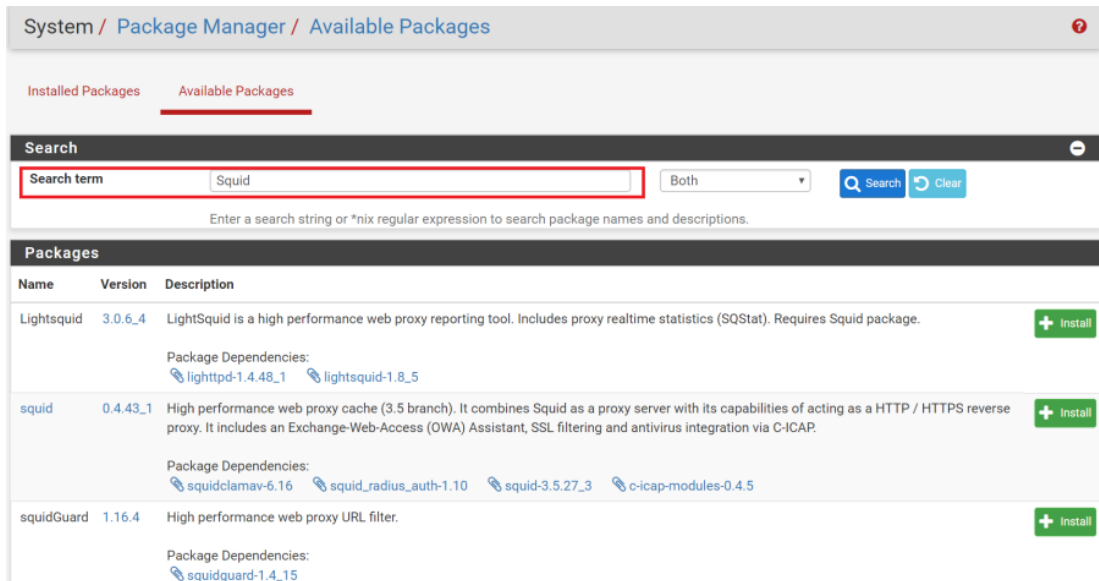 System / Package Manager / Available Packages
Installed Packages Available Packages
Search
Search term Squid Both Search Clear
Enter a search string or *nix regular expression to search package names and descriptions.
Packages
Name Version Description
Lightsquid 3.0.6_4 LightSquid is a high performance web proxy reporting tool. Includes proxy realtime statistics (SQStat). Requires Squid package. Install
Package Dependencies:
lighttpd-1.4.48_1 lightsquid-1.8_5
squid 0.4.43_1 High performance web proxy cache (3.5 branch). It combines Squid as a proxy server with its capabilities of acting as a HTTP / HTTPS reverse Install
proxy. It includes an Exchange-Web-Access (OWA) Assistant, SSL filtering and antivirus integration via C-ICAP.
Package Dependencies:
squidclamav-6.16 squid_radius_auth-1.10 squid-3.5.27_3 c-icap-modules-0.4.5
squidGuard 1.16.4 High performance web proxy URL filter. Install
Package Dependencies:
squidguard-1.4_15